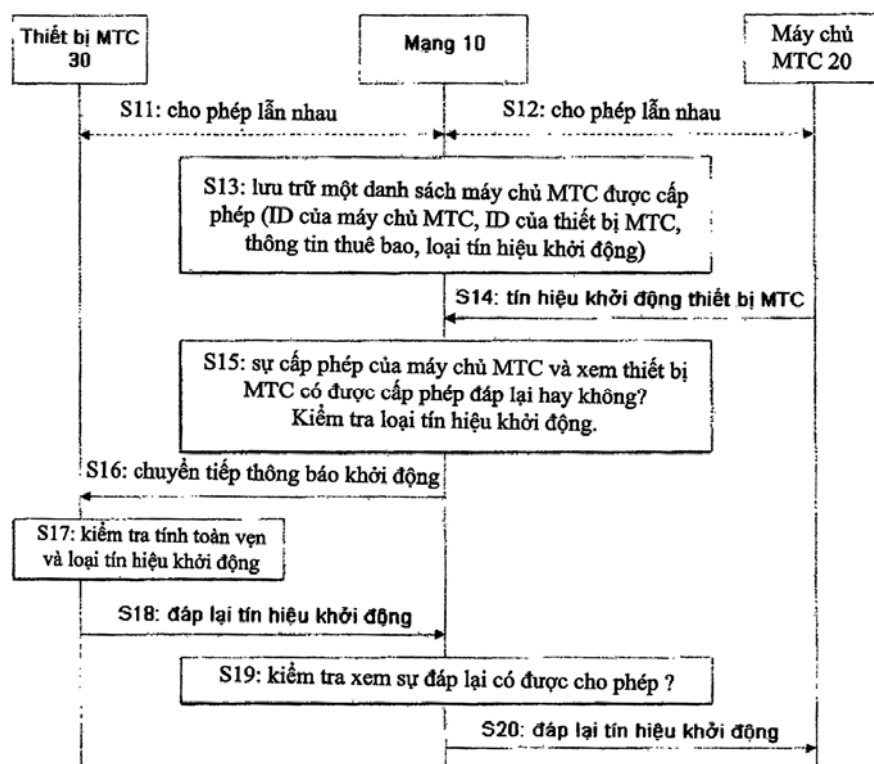 Thiết bị MTC
30
Mạng 10
Máy chủ
MTC 20
S11: cho phép lẫn nhau
S12: cho phép lẫn nhau
S13: lưu trữ một danh sách máy chủ MTC được cấp
phép (ID của máy chủ MTC, ID của thiết bị MTC,
thông tin thuê bao, loại tín hiệu khởi động)
S14: tín hiệu khởi động thiết bị MTC
S15: sự cấp phép của máy chủ MTC và xem thiết bị
MTC có được cấp phép đáp lại hay không?
Kiểm tra loại tín hiệu khởi động.
S16: chuyển tiếp thông báo khởi động
S17: kiểm tra tính toàn vẹn
và loại tín hiệu khởi động
S18: đáp lại tín hiệu khởi động
S19: kiểm tra xem sự đáp lại có được cho phép ?
S20: đáp lại tín hiệu khởi động